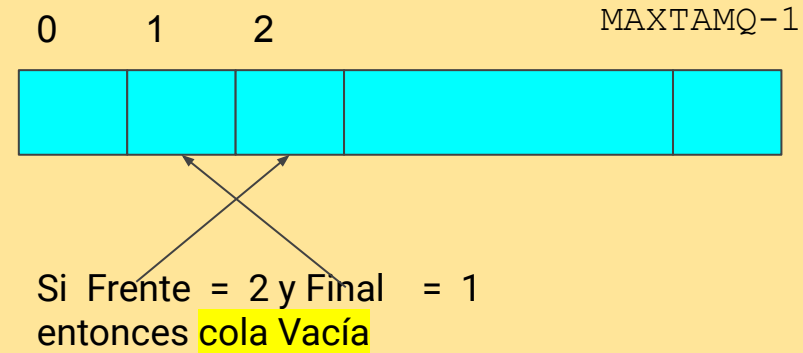 0 1 2 MAXTAMQ-1
Si Frente = 2 y Final = 1
entonces cola Vacía